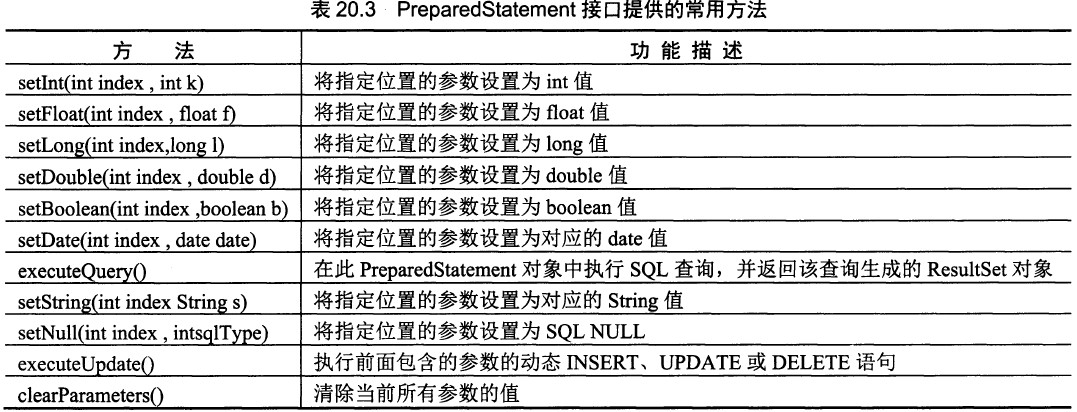 表 20.3 PreparedStatement 接口提供的常用方法
方 法 功 能 描 述
setInt(int index , int k) 将指定位置的参数设置为 int 值
setFloat(int index , float f) 将指定位置的参数设置为 float 值
setLong(int index,long l) 将指定位置的参数设置为 long 值
setDouble(int index , double d) 将指定位置的参数设置为 double 值
setBoolean(int index ,boolean b) 将指定位置的参数设置为 boolean 值
setDate(int index , date date) 将指定位置的参数设置为对应的 date 值
executeQuery() 在此 PreparedStatement 对象中执行 SQL 查询，并返回该查询生成的 ResultSet 对象
setString(int index String s) 将指定位置的参数设置为对应的 String 值
setNull(int index , intsqlType) 将指定位置的参数设置为 SQL NULL
executeUpdate() 执行前面包含的参数的动态 INSERT、UPDATE 或 DELETE 语句
clearParameters() 清除当前所有参数的值